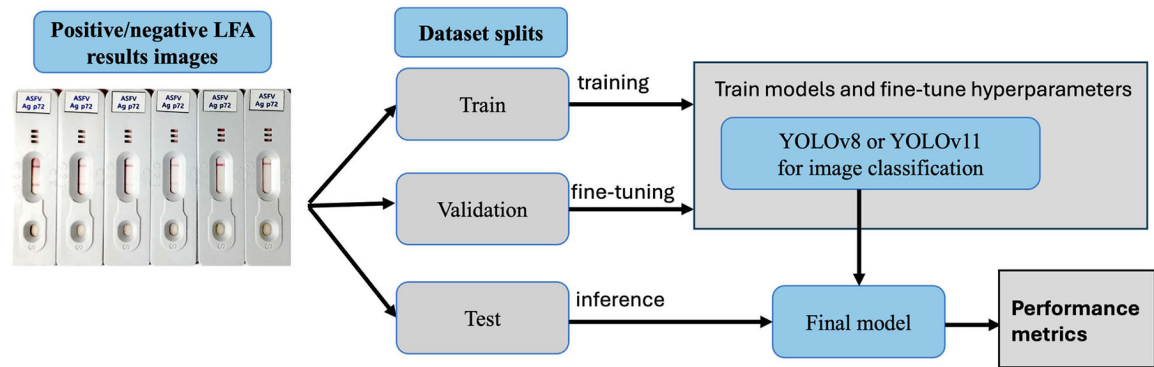 Positive/negative LFA
results images
ASFV
Ag p72
ASFV
Ag p72
ASFV
Ag p72
ASFV
Ag p72
ASFV
Ag p72
ASFV
Ag p72
S
S
S
S
S
S
Dataset splits
Train
training
Validation
fine-tuning
Test
inference
Train models and fine-tune hyperparameters
YOLOv8 or YOLOv11
for image classification
Final model
Performance
metrics